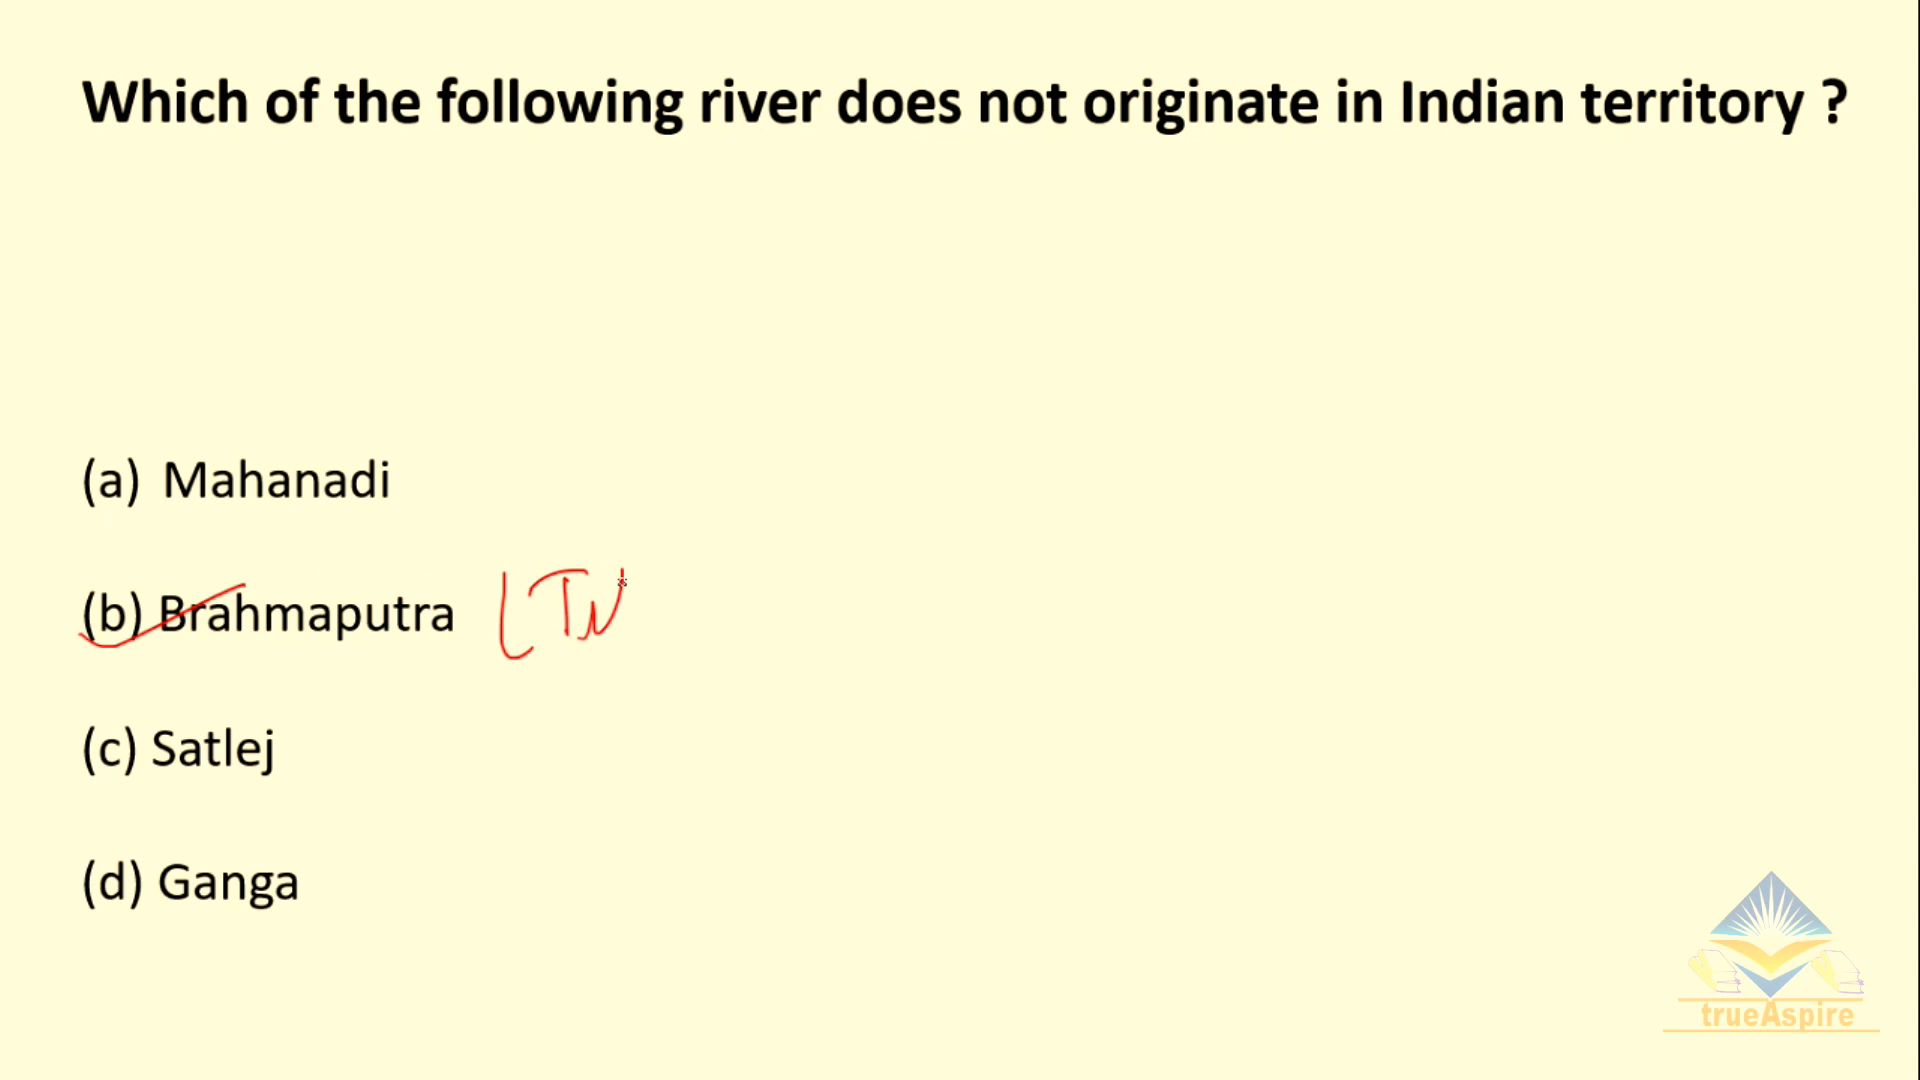 Which of the following river does not originate in Indian territory ?
(a) Mahanadi
(b) Brahmaputra
(c) Satlej
(d) Ganga
trueAspire